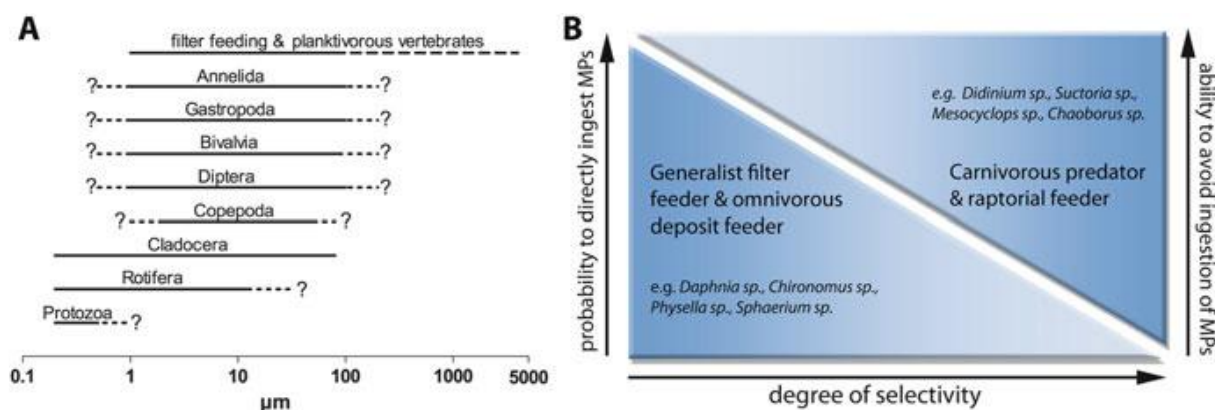 A
filter feeding & planktivorous vertebrates
? Annelida ?
? Gastropoda ?
? Bivalvia ?
? Diptera ?
? Copepoda ?
Cladocera
Rotifera ?
Protozoa ?
0.1 1 10 100 1000 5000
µm
B
probability to directly ingest MPs
e.g. Didinium sp., Suctoria sp.,
Mesocyclops sp., Chaoborus sp.
Generalist filter
feeder & omnivorous
deposit feeder
Carnivorous predator
& raptorial feeder
e.g. Daphnia sp., Chironomus sp.,
Physella sp., Sphaerium sp.
ability to avoid ingestion of MPs
degree of selectivity